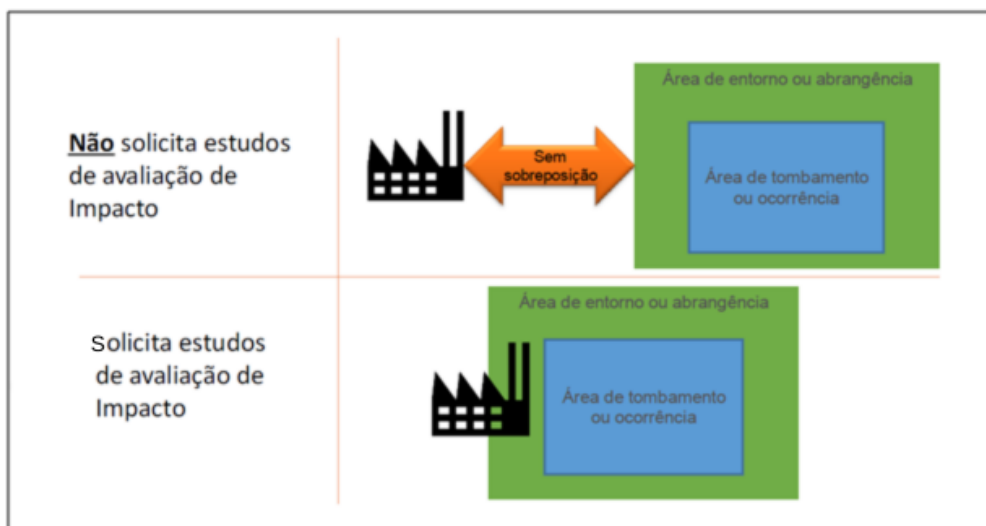 Não solicita estudos
de avaliação de
Impacto
Sem
sobreposição
Área de entorno ou abrangência
Área de tombamento
ou ocorrência
Solicita estudos
de avaliação de
Impacto
Área de entorno ou abrangência
Área de tombamento
ou ocorrência